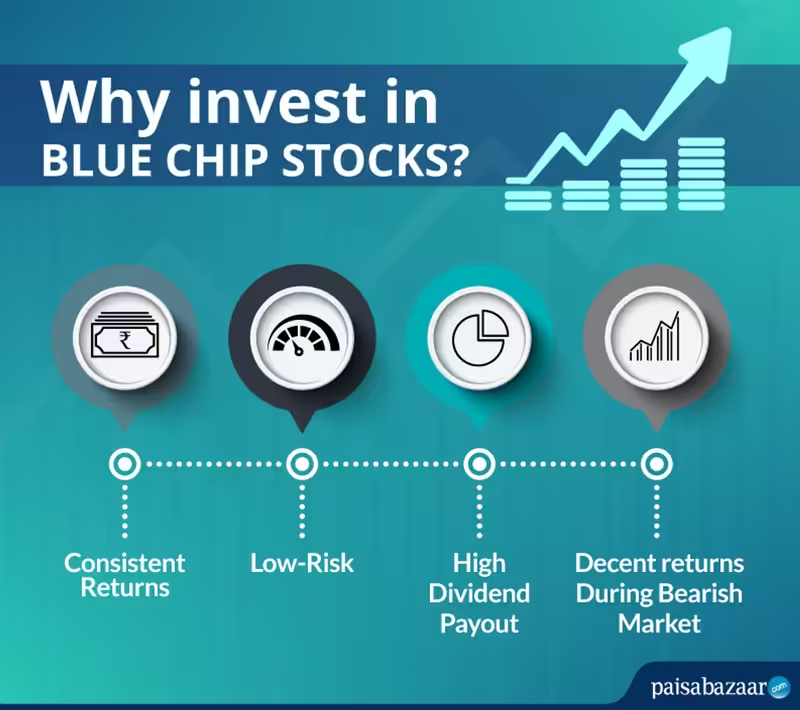 Why invest in
BLUE CHIP STOCKS?
₹
Consistent
Returns
Low-Risk
High
Dividend
Payout
Decent returns
During Bearish
Market
paisabazaar.com